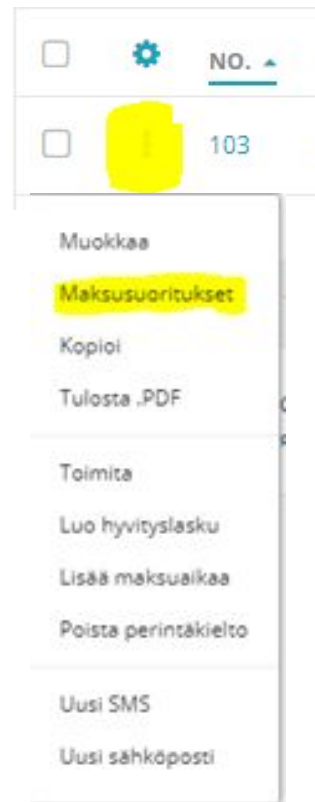 NO.
103
Muokkaa
Maksusuoritukset
Kopioi
Tulosta .PDF
Toimita
Luo hyvityslasku
Lisää maksuaikaa
Poista perintäkielto
Uusi SMS
Uusi sähköposti